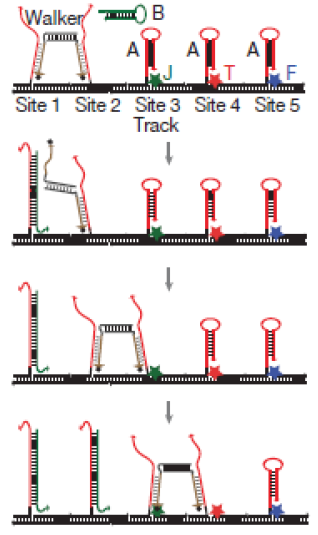 Walker B
A A A
J T F
Site 1 Site 2 Site 3 Site 4 Site 5
Track